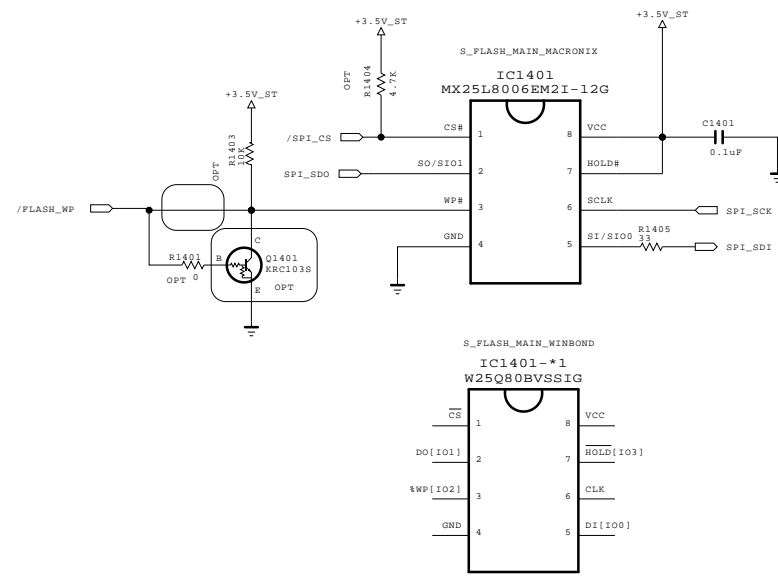 +3.5V_ST
+3.5V_ST
S_FLASH_MAIN_MACRONIX
IC1401
MX25L8006EM2I-12G
OPT
R1404
4.7K
+3.5V_ST
C1401
0.1uF
/SPI_CS
CS#
1
8
VCC
OPT
R1403
10K
SPI_SDO
SO/SIO1
2
7
HOLD#
/FLASH_WP
WP#
3
6
SCLK
SPI_SCK
GND
4
5
SI/SIO0
R1405
33
SPI_SDI
R1401
OPT 0
B
C
E
Q1401
KRC103S
OPT
S_FLASH_MAIN_WINBOND
IC1401-*1
W25Q80BVSSIG
CS
1
8
VCC
DO[IO1]
2
7
HOLD[IO3]
%WP[IO2]
3
6
CLK
GND
4
5
DI[IO0]